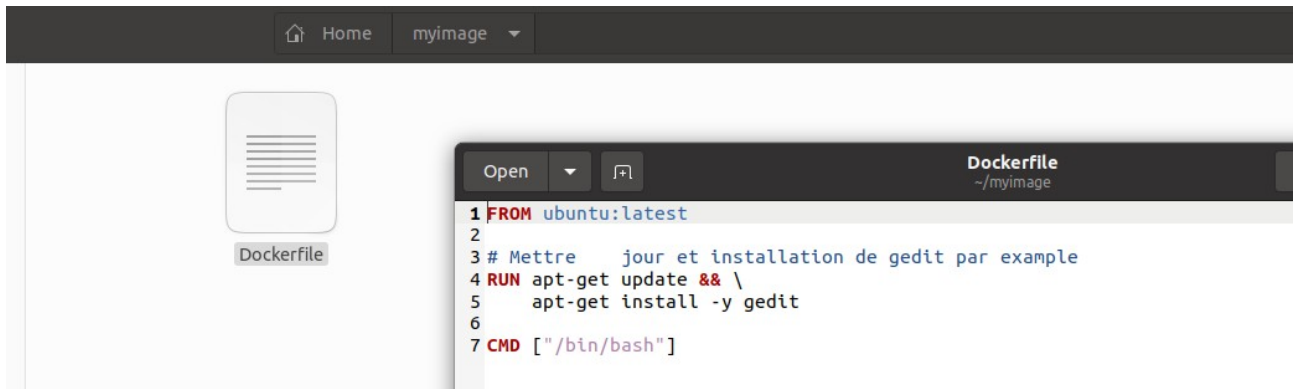 Home myimage
Dockerfile
Open
Dockerfile
~/myimage
1 FROM ubuntu:latest
2
3 # Mettre    jour et installation de gedit par example
4 RUN apt-get update && \
5     apt-get install -y gedit
6
7 CMD ["/bin/bash"]